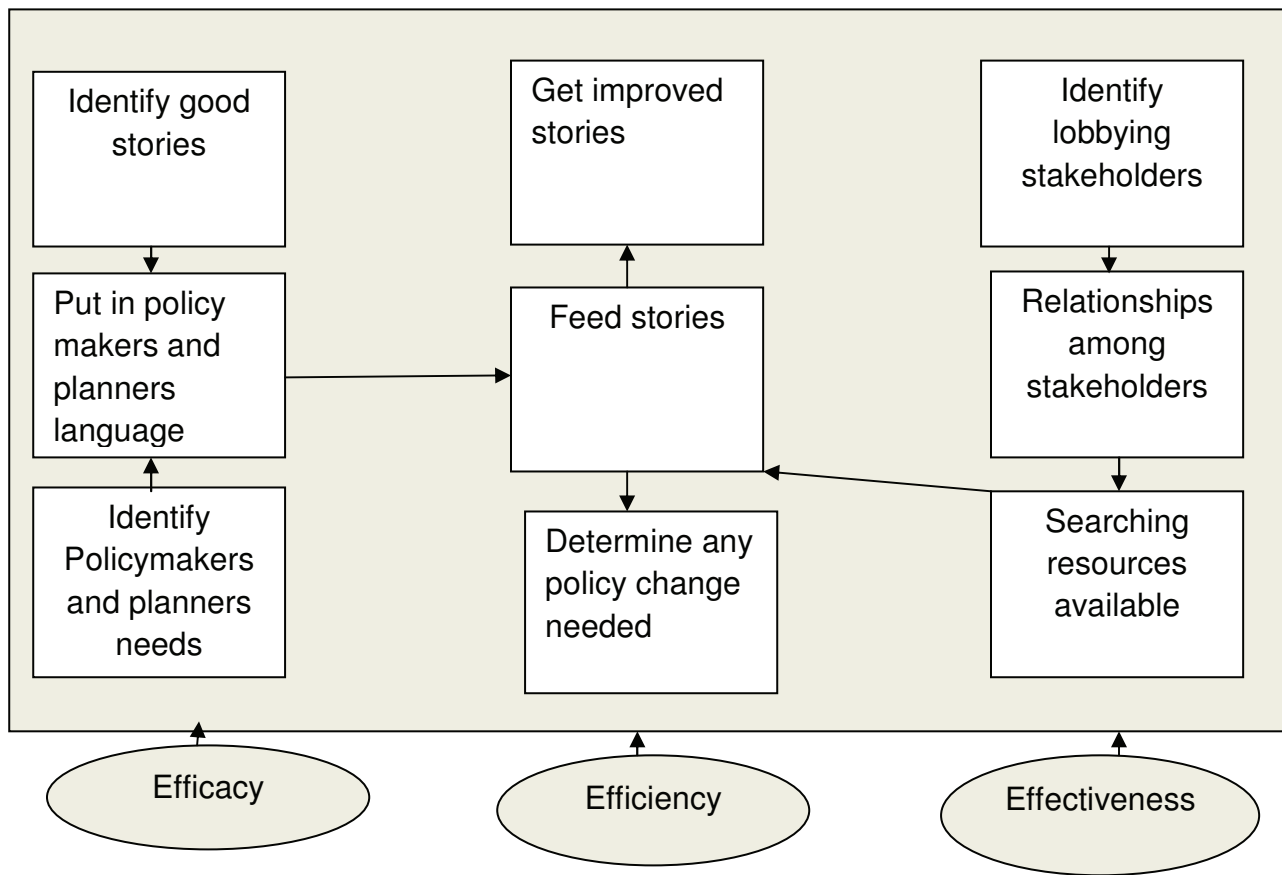 Identify good
stories
Put in policy
makers and
planners
language
Identify
Policymakers
and planners
needs
Get improved
stories
Feed stories
Determine any
policy change
needed
Identify
lobbying
stakeholders
Relationships
among
stakeholders
Searching
resources
available
Efficacy
Efficiency
Effectiveness